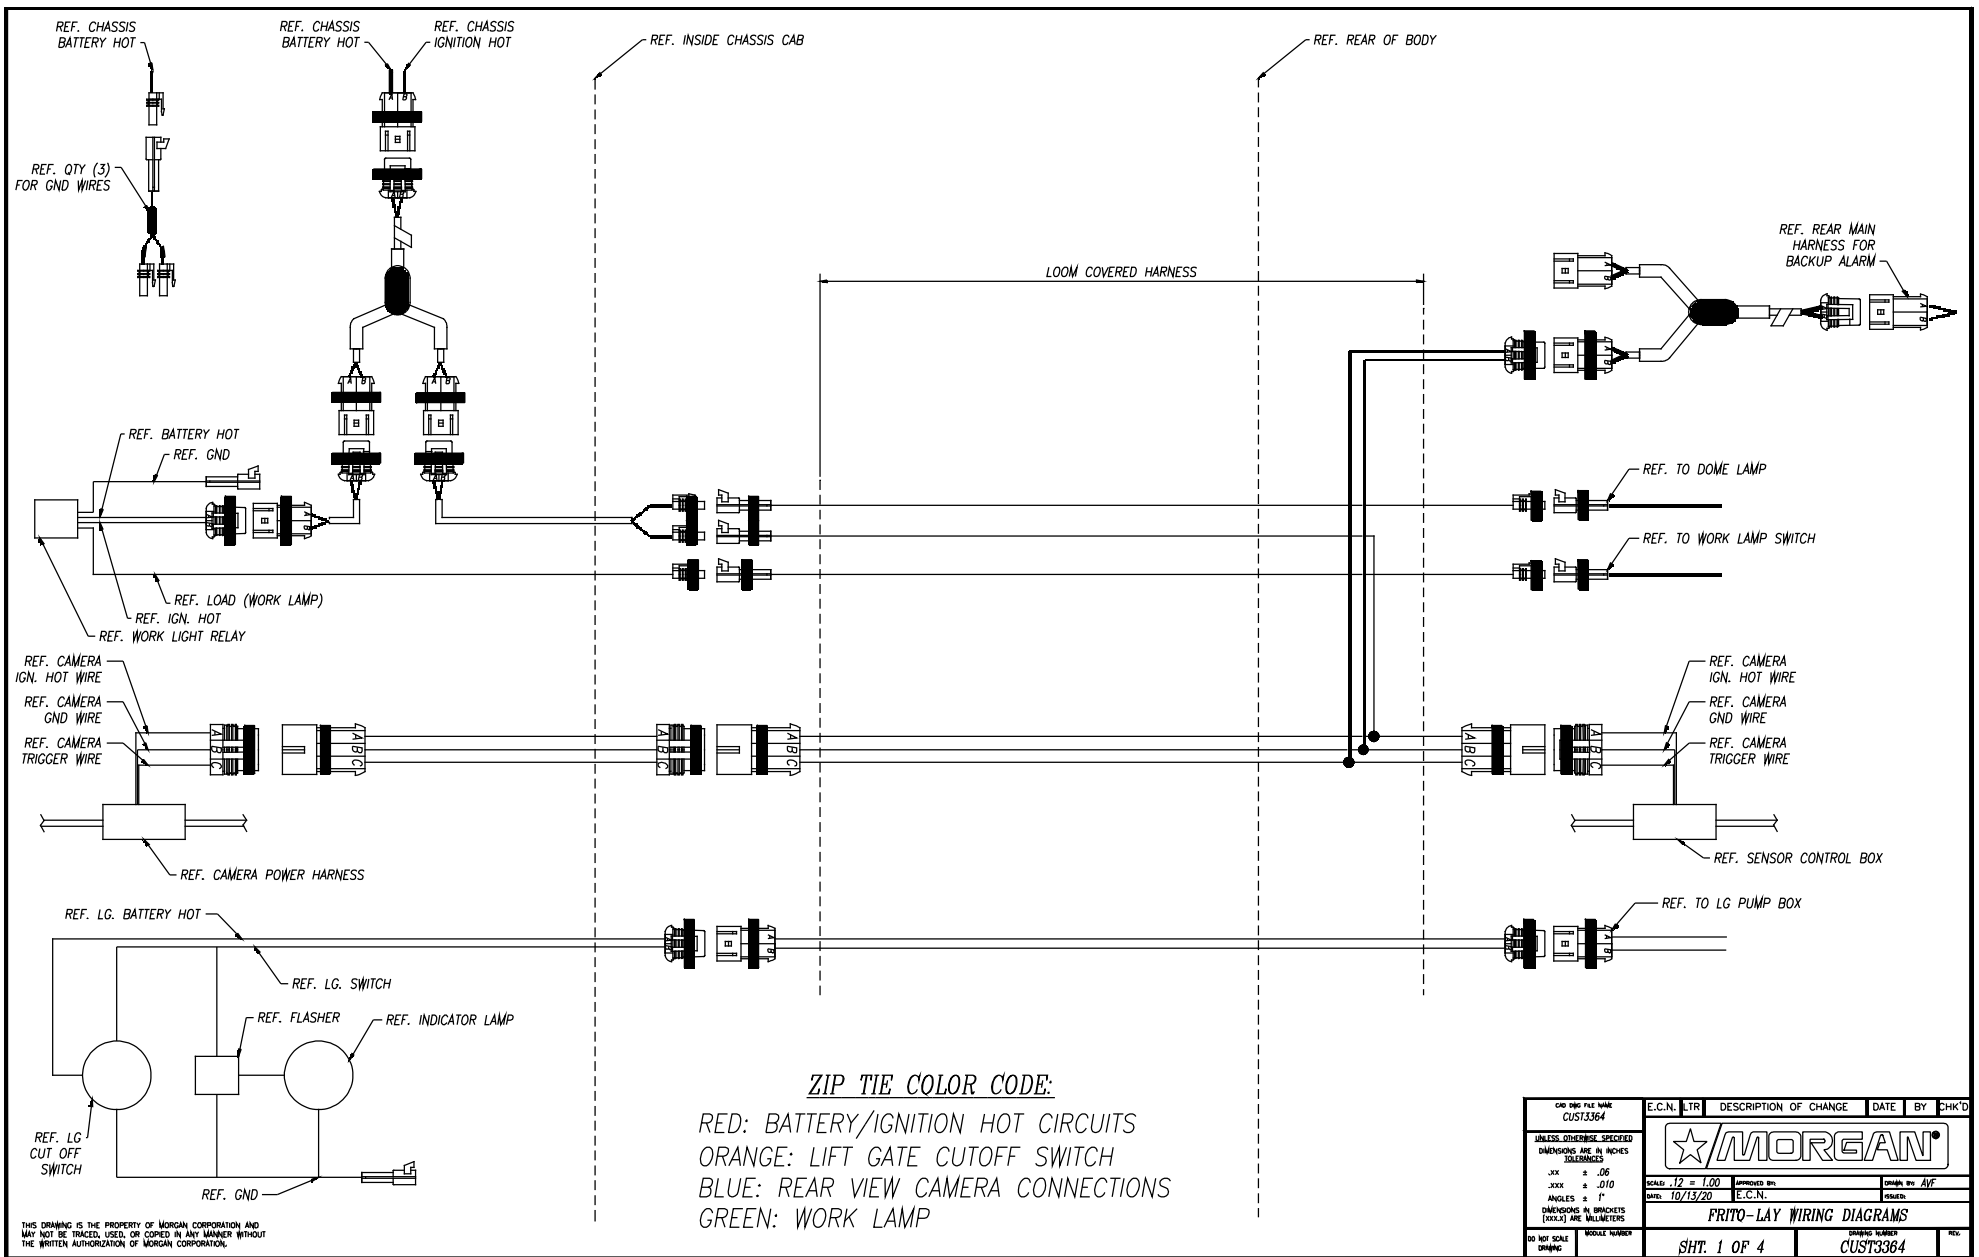 REF. CHASSIS
BATTERY HOT
REF. CHASSIS
BATTERY HOT
REF. CHASSIS
IGNITION HOT
REF. INSIDE CHASSIS CAB
REF. REAR OF BODY
A B
REF. QTY (3)
FOR GND WIRES
REF. REAR MAIN
HARNESS FOR
BACKUP ALARM
LOOM COVERED HARNESS
A
B
A
B
A
B
A B
A B
REF. BATTERY HOT
REF. GND
REF. TO DOME LAMP
REF. TO WORK LAMP SWITCH
REF. LOAD (WORK LAMP)
REF. IGN. HOT
REF. WORK LIGHT RELAY
REF. CAMERA
IGN. HOT WIRE
REF. CAMERA
GND WIRE
REF. CAMERA
TRIGGER WIRE
A
B
C
A
B
C
A
B
C
A
B
C
A
B
C
A
B
C
REF. CAMERA
IGN. HOT WIRE
REF. CAMERA
GND WIRE
REF. CAMERA
TRIGGER WIRE
REF. CAMERA POWER HARNESS
REF. SENSOR CONTROL BOX
REF. LG. BATTERY HOT
REF. TO LG PUMP BOX
A
B
A
B
REF. LG. SWITCH
REF. FLASHER
REF. INDICATOR LAMP
REF. LG
CUT OFF
SWITCH
REF. GND
ZIP TIE COLOR CODE:
RED: BATTERY/IGNITION HOT CIRCUITS
ORANGE: LIFT GATE CUTOFF SWITCH
BLUE: REAR VIEW CAMERA CONNECTIONS
GREEN: WORK LAMP
THIS DRAWING IS THE PROPERTY OF MORGAN CORPORATION AND
MAY NOT BE TRACED, USED, OR COPIED IN ANY MANNER WITHOUT
THE WRITTEN AUTHORIZATION OF MORGAN CORPORATION.
CAD DWG FILE NAME
CUST3364
UNLESS OTHERWISE SPECIFIED
DIMENSIONS ARE IN INCHES
TOLERANCES
.XX ± .06
.XXX ± .010
ANGLES ± 1°
DIMENSIONS IN BRACKETS
[XXX.X] ARE MILLIMETERS
DO NOT SCALE
DRAWING
MODULE NUMBER
E.C.N. LTR DESCRIPTION OF CHANGE DATE BY CHK'D
MORGAN
SCALE: .12 = 1.00 APPROVED BY: DRAWN BY: AVF
DATE: 10/13/20 E.C.N. ISSUED:
FRITO-LAY WIRING DIAGRAMS
SHT. 1 OF 4
DRAWING NUMBER
CUST3364
REV.